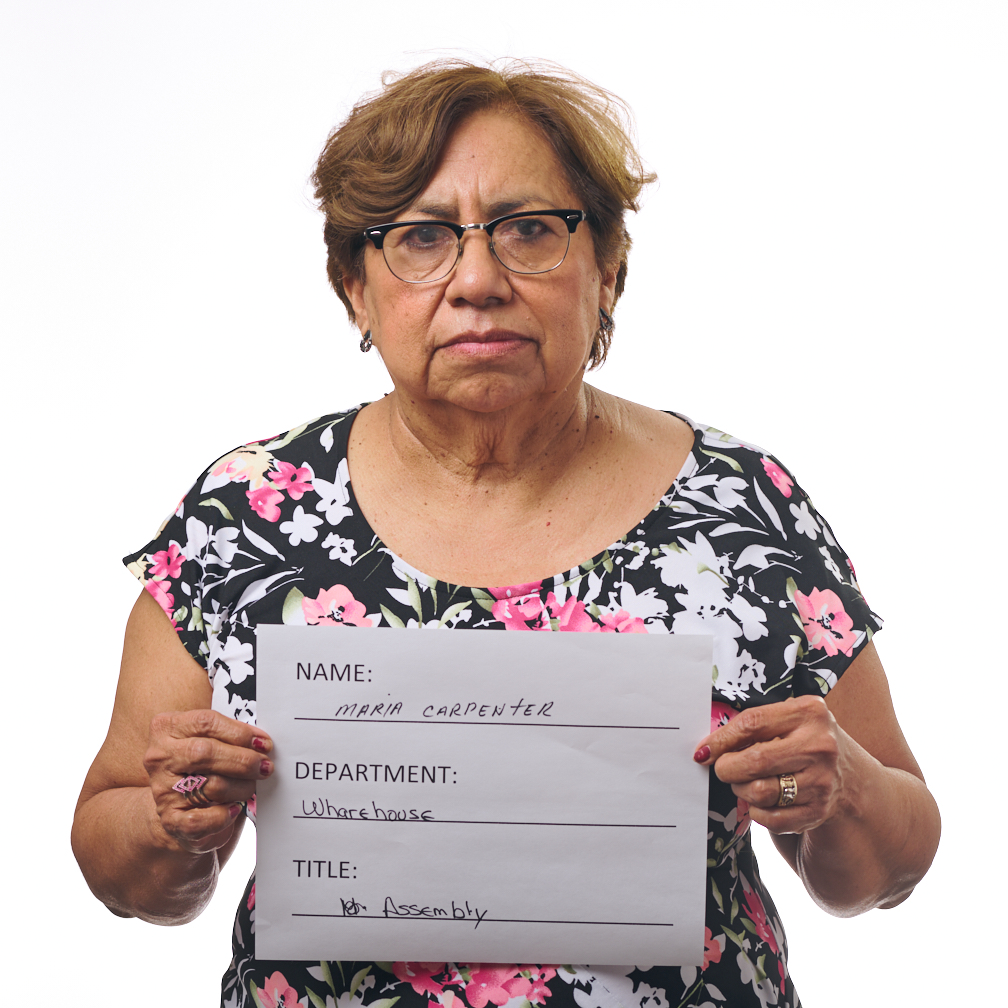 NAME:
MARIA CARPENTER
DEPARTMENT:
Wharehouse
TITLE:
Assembly